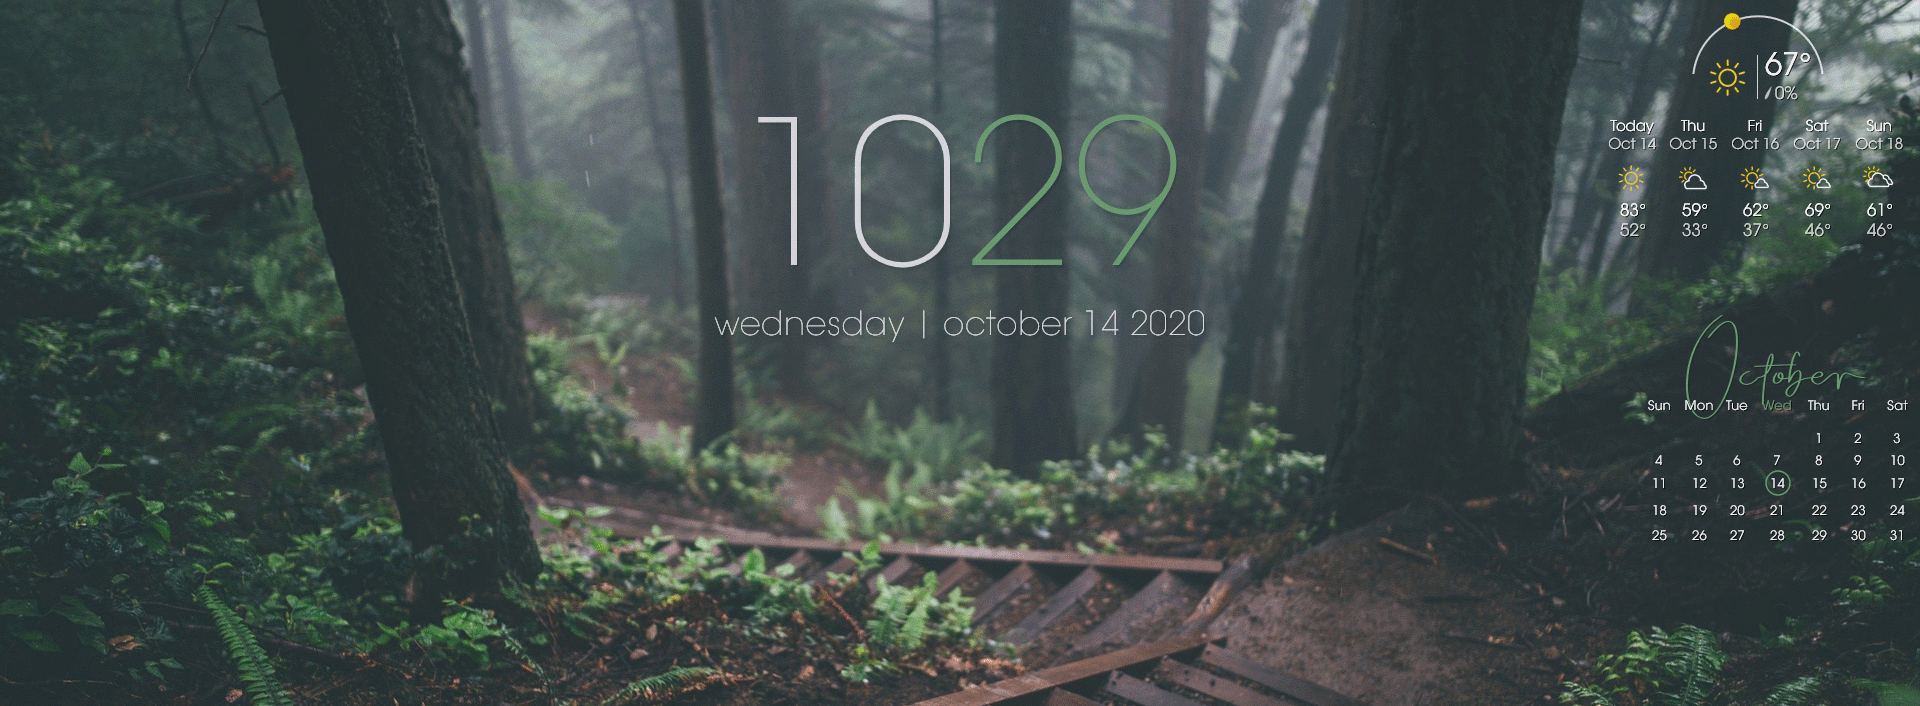 1029
wednesday | october 14 2020
67°
0%
Today Thu Fri Sat Sun
Oct 14 Oct 15 Oct 16 Oct 17 Oct 18
83° 59° 62° 69° 61°
52° 33° 37° 46° 46°
October
Sun Mon Tue Wed Thu Fri Sat
1 2 3
4 5 6 7 8 9 10
11 12 13 14 15 16 17
18 19 20 21 22 23 24
25 26 27 28 29 30 31